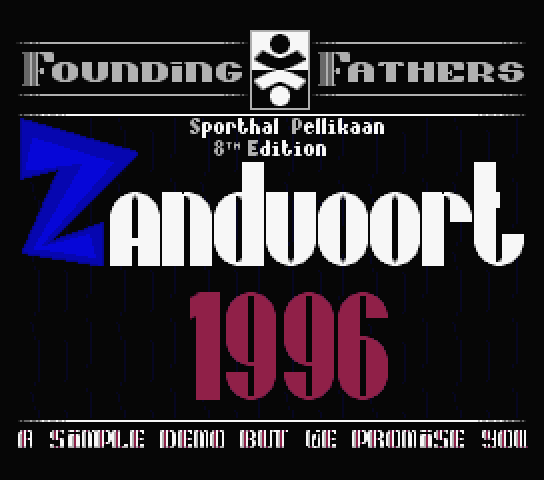 Founding Fathers
Sporthal Pellikaan
8TH Edition
Zandvoort
1996
A SIMPLE DEMO BUT WE PROMISE YOU